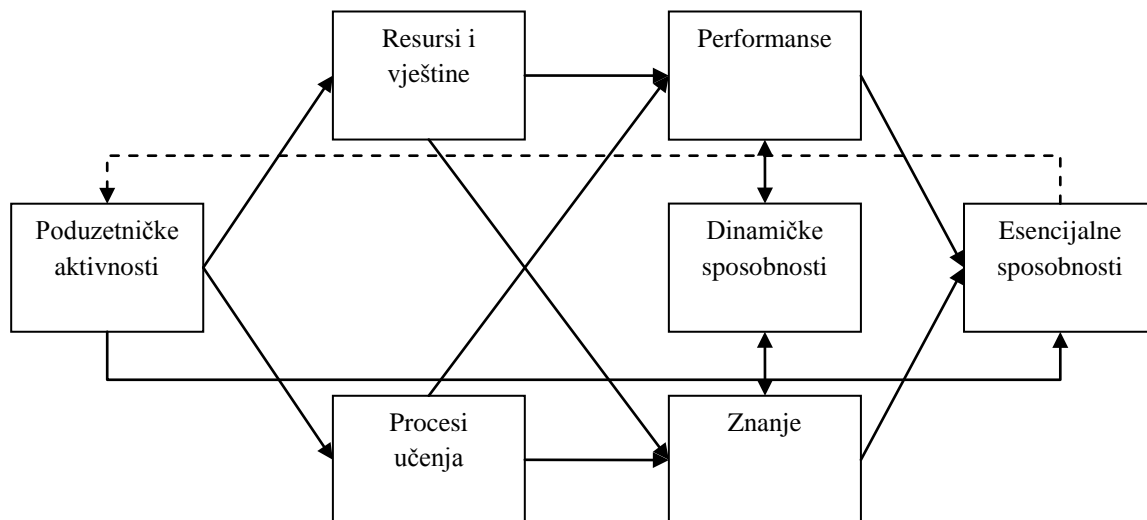 Resursi i
vještine
Performanse
Poduzetničke
aktivnosti
Dinamičke
sposobnosti
Esencijalne
sposobnosti
Procesi
učenja
Znanje